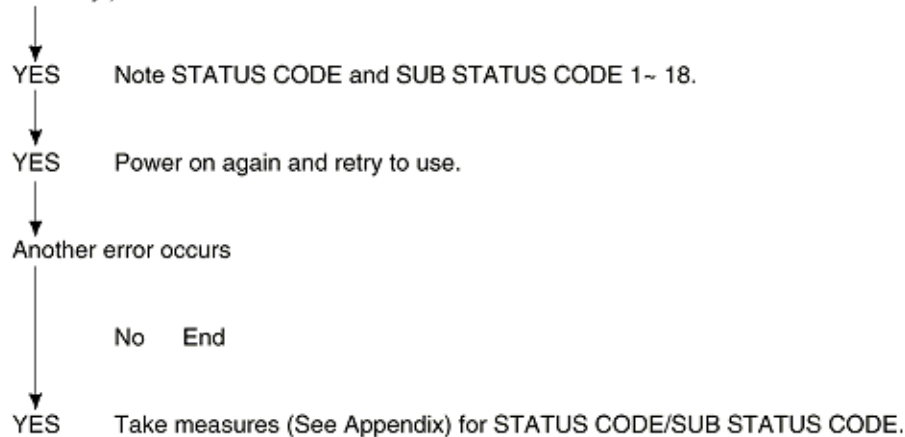 YES Note STATUS CODE and SUB STATUS CODE 1~ 18.
YES Power on again and retry to use.
Another error occurs
No End
YES Take measures (See Appendix) for STATUS CODE/SUB STATUS CODE.